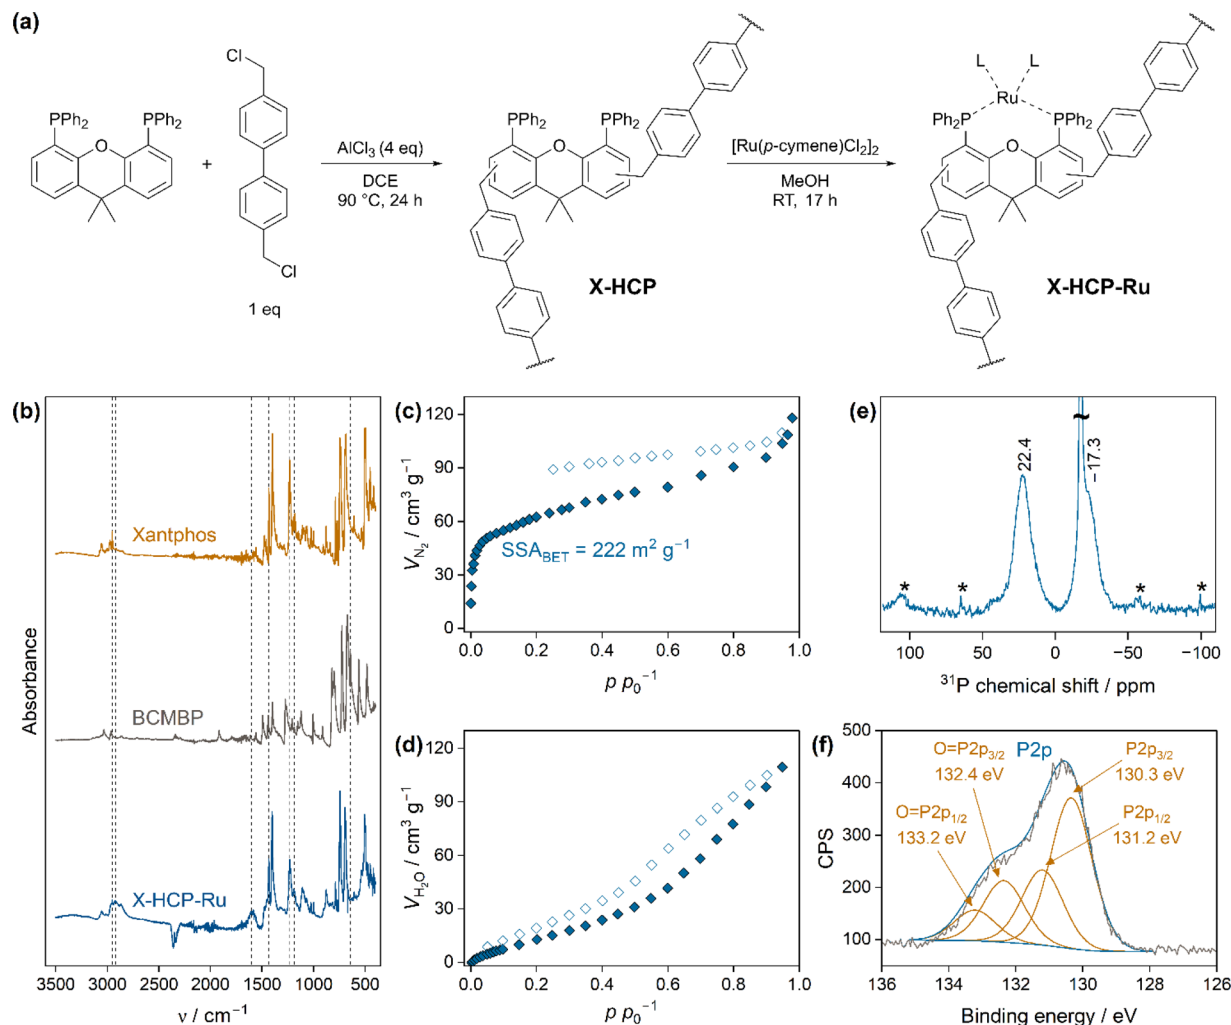 (a)
Cl
PPh2
PPh2
O
+
Cl
1 eq
AlCl3 (4 eq)
DCE
90 °C, 24 h
PPh2
PPh2
O
X-HCP
[Ru(p-cymene)Cl2]2
MeOH
RT, 17 h
L
L
Ru
Ph2P
PPh2
O
X-HCP-Ru
(b)
Absorbance
Xantphos
BCMBP
X-HCP-Ru
3500 3000 2500 2000 1500 1000 500
ν / cm−1
(c)
V N2 / cm3 g−1
120
90
60
30
0
SSABET = 222 m2 g−1
0.0 0.2 0.4 0.6 0.8 1.0
p p0−1
(d)
V H2O / cm3 g−1
120
90
60
30
0
0.0 0.2 0.4 0.6 0.8 1.0
p p0−1
(e)
~
22.4
−17.3
* * * *
100 50 0 −50 −100
31P chemical shift / ppm
(f)
CPS
500
400
300
200
100
P2p
O=P2p3/2
132.4 eV
P2p3/2
130.3 eV
O=P2p1/2
133.2 eV
P2p1/2
131.2 eV
136 134 132 130 128 126
Binding energy / eV